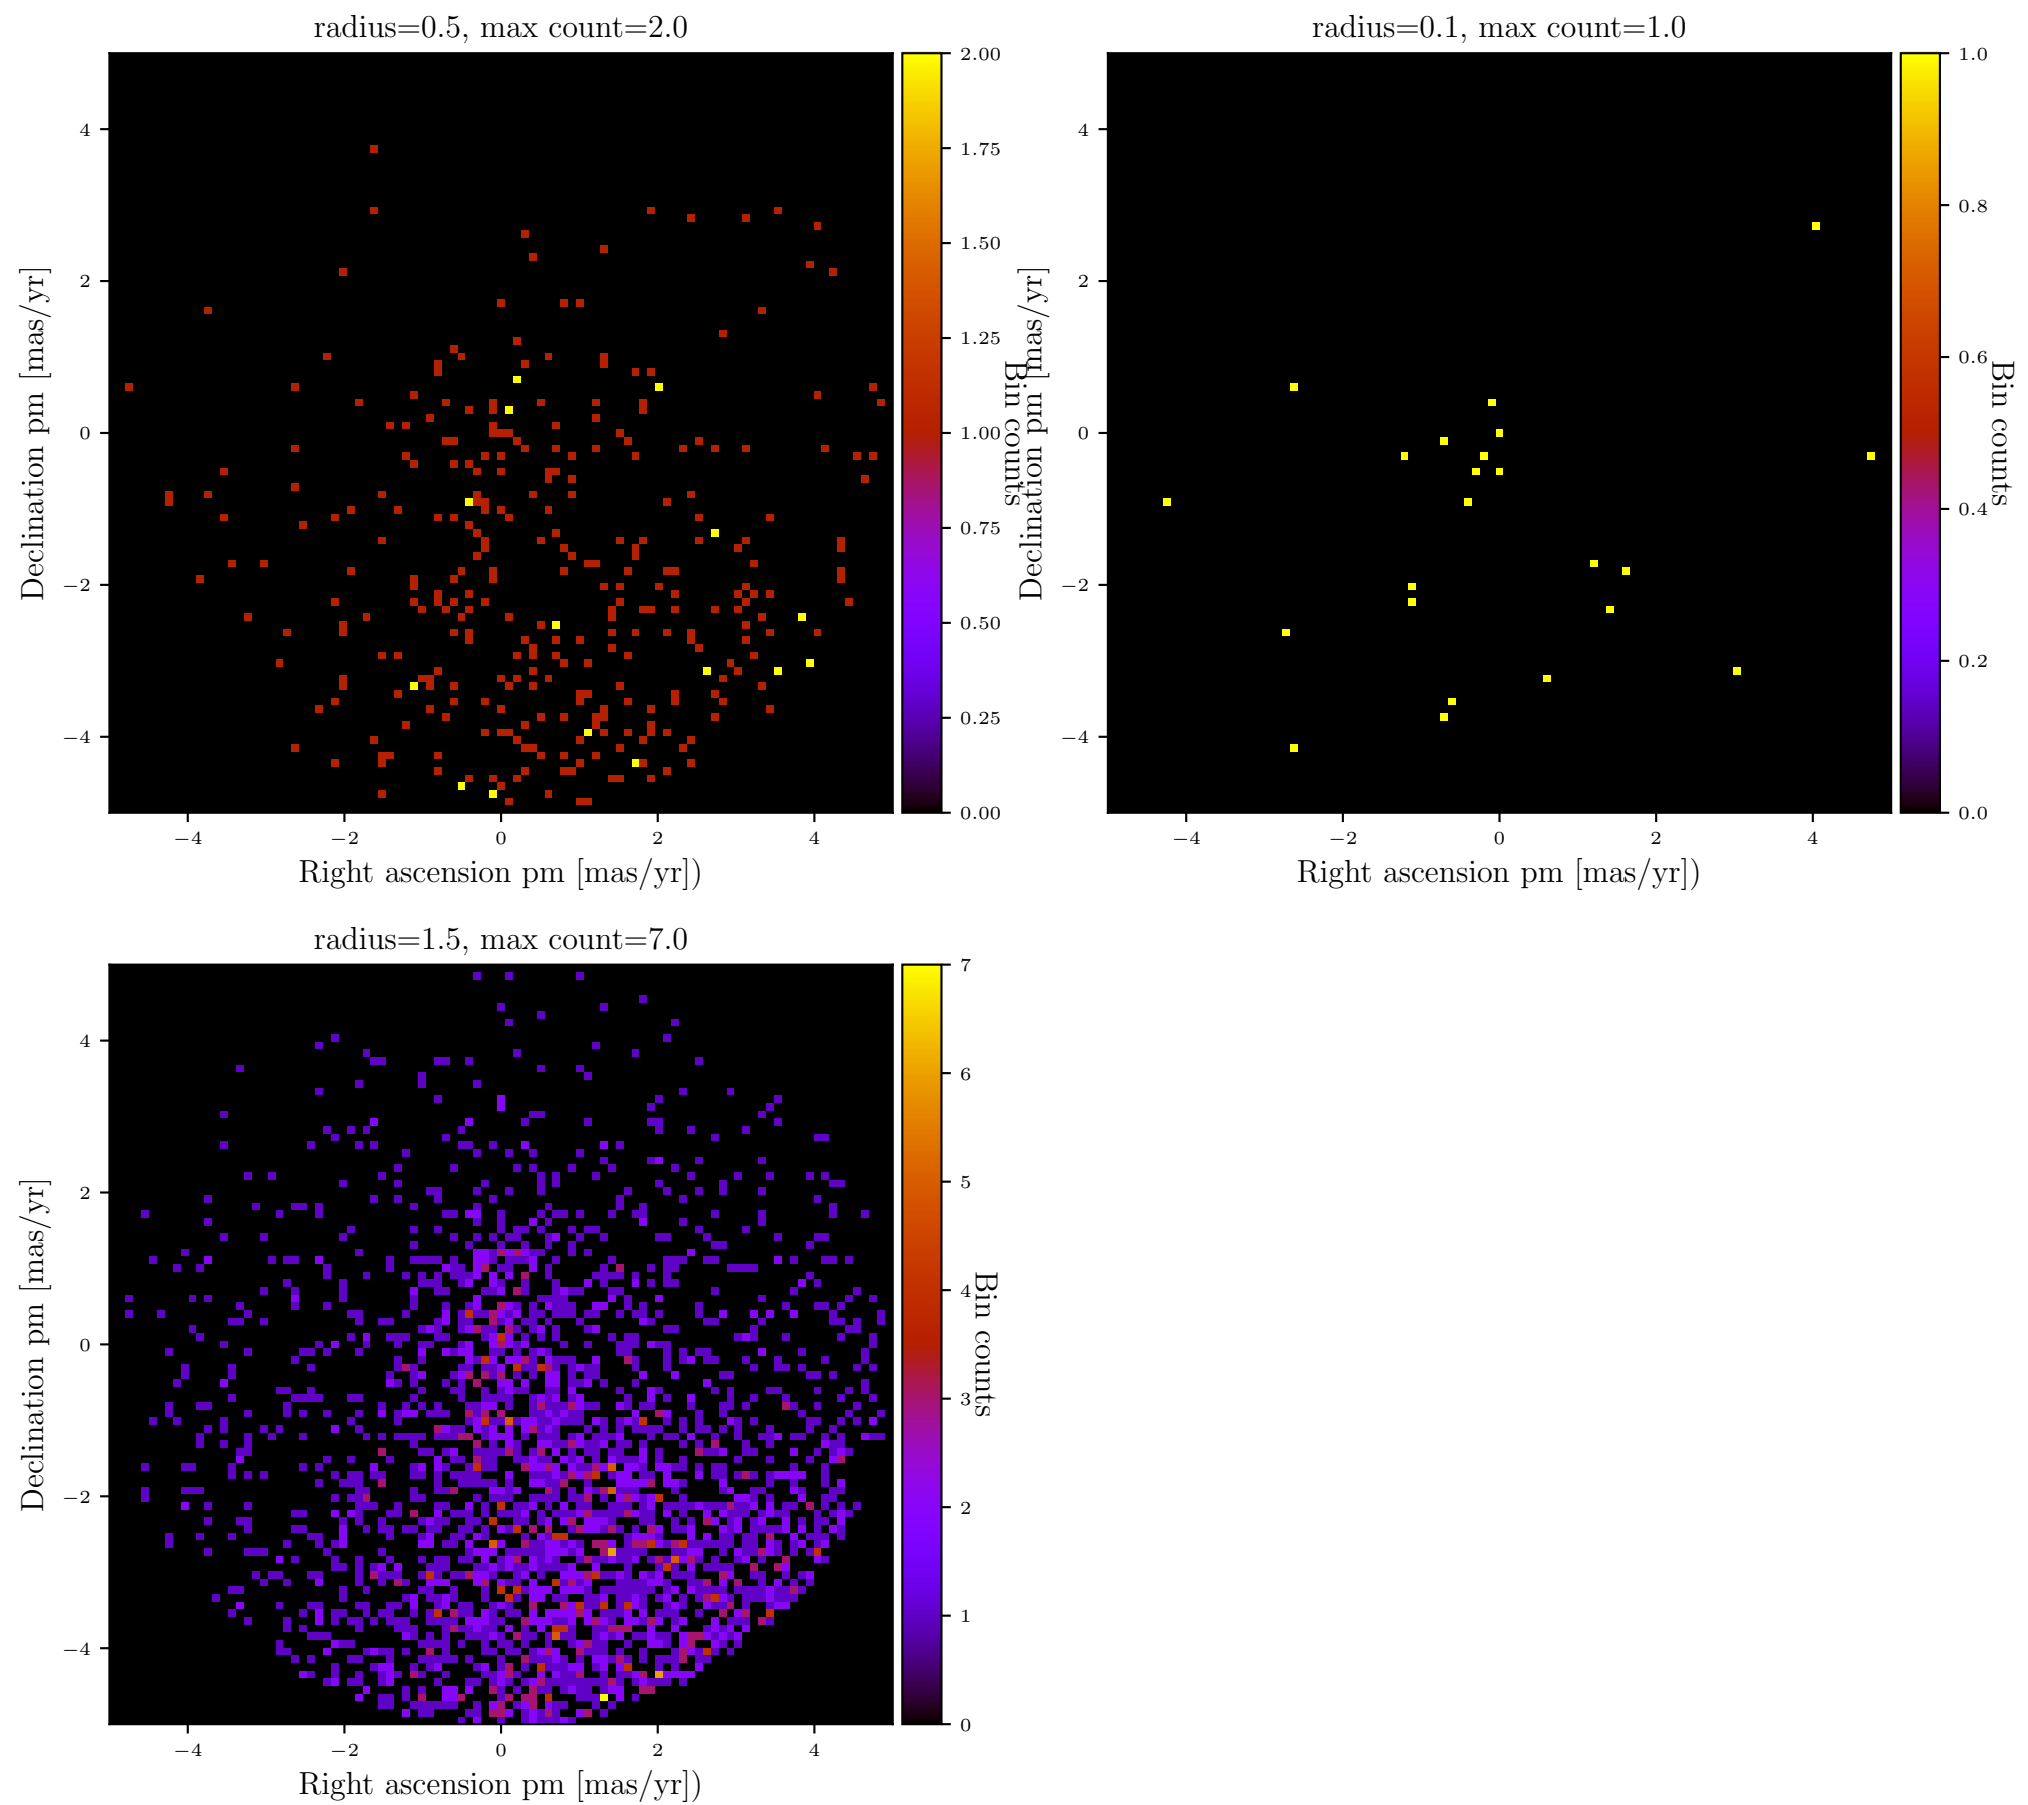 radius=0.5, max count=2.0
Declination pm [mas/yr]
4
2
0
−2
−4
−4 −2 0 2 4
Right ascension pm [mas/yr])
2.00
1.75
1.50
1.25
1.00
0.75
0.50
0.25
0.00
Bin counts
radius=0.1, max count=1.0
Declination pm [mas/yr]
4
2
0
−2
−4
−4 −2 0 2 4
Right ascension pm [mas/yr])
1.0
0.8
0.6
0.4
0.2
0.0
Bin counts
radius=1.5, max count=7.0
Declination pm [mas/yr]
4
2
0
−2
−4
−4 −2 0 2 4
Right ascension pm [mas/yr])
7
6
5
4
3
2
1
0
Bin counts